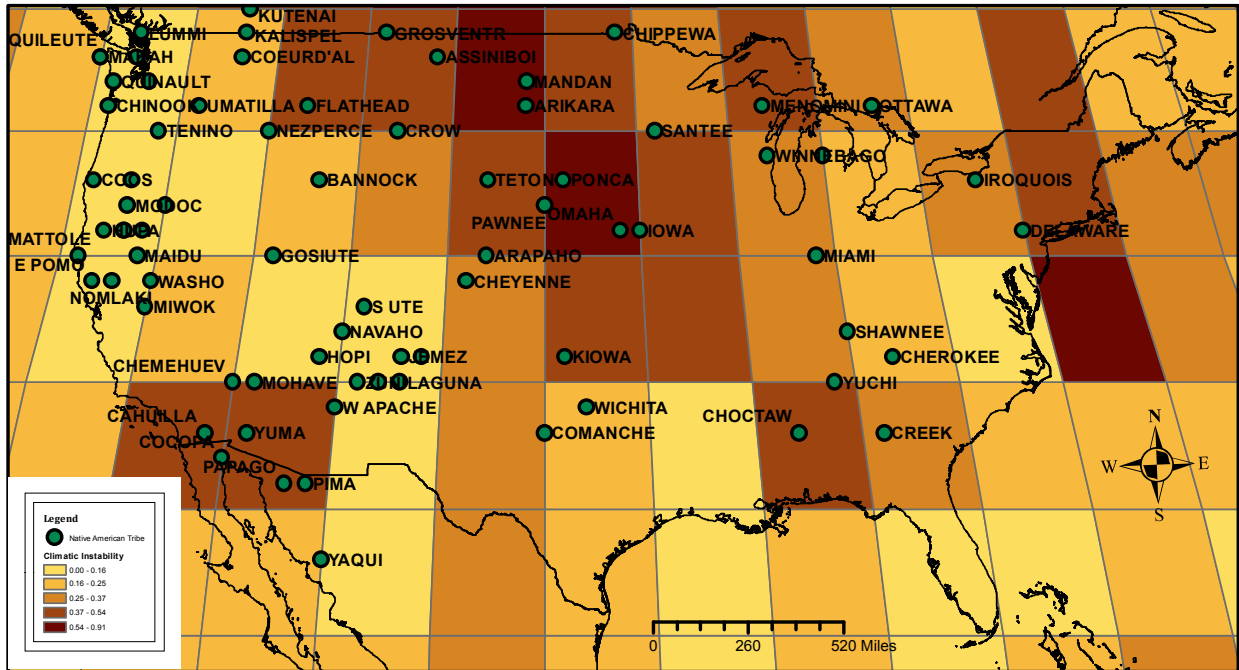 KUTENAI
QUILEUTE
LUMMI
KALISPEL
GROSVENTR
CHIPPEWA
MAKAH
COEURD'AL
ASSINIBOI
QUINAULT
MANDAN
CHINOOK
UMATILLA
FLATHEAD
ARIKARA
MENOMINI
OTTAWA
TENINO
NEZPERCE
CROW
SANTEE
WINNEBAGO
COOS
BANNOCK
TETON
PONCA
IROQUOIS
MODOC
OMAHA
PAWNEE
HUPA
IOWA
DELAWARE
MATTOLE
MAIDU
GOSIUTE
ARAPAHO
MIAMI
E POMO
WASHO
CHEYENNE
NOMLAKI
MIWOK
S UTE
NAVAHO
SHAWNEE
HOPI
JEMEZ
KIOWA
CHEROKEE
CHEMEHUEV
MOHAVE
ZUNI
LAGUNA
YUCHI
W APACHE
WICHITA
CAHUILLA
CHOCTAW
N
COCOPA
YUMA
COMANCHE
CREEK
PAPAGO
W
E
PIMA
S
Legend
Native American Tribe
Climatic Instability
0.00 - 0.16
0.16 - 0.25
0.25 - 0.37
0.37 - 0.54
0.54 - 0.91
YAQUI
0 260 520 Miles